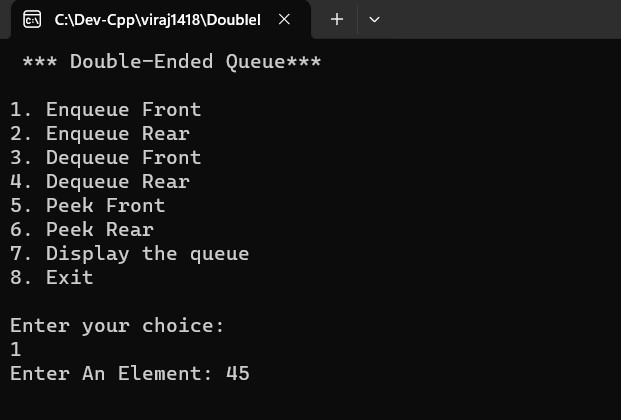 C:\Dev-Cpp\viraj1418\Doublel
*** Double-Ended Queue***
1. Enqueue Front
2. Enqueue Rear
3. Dequeue Front
4. Dequeue Rear
5. Peek Front
6. Peek Rear
7. Display the queue
8. Exit
Enter your choice:
1
Enter An Element: 45